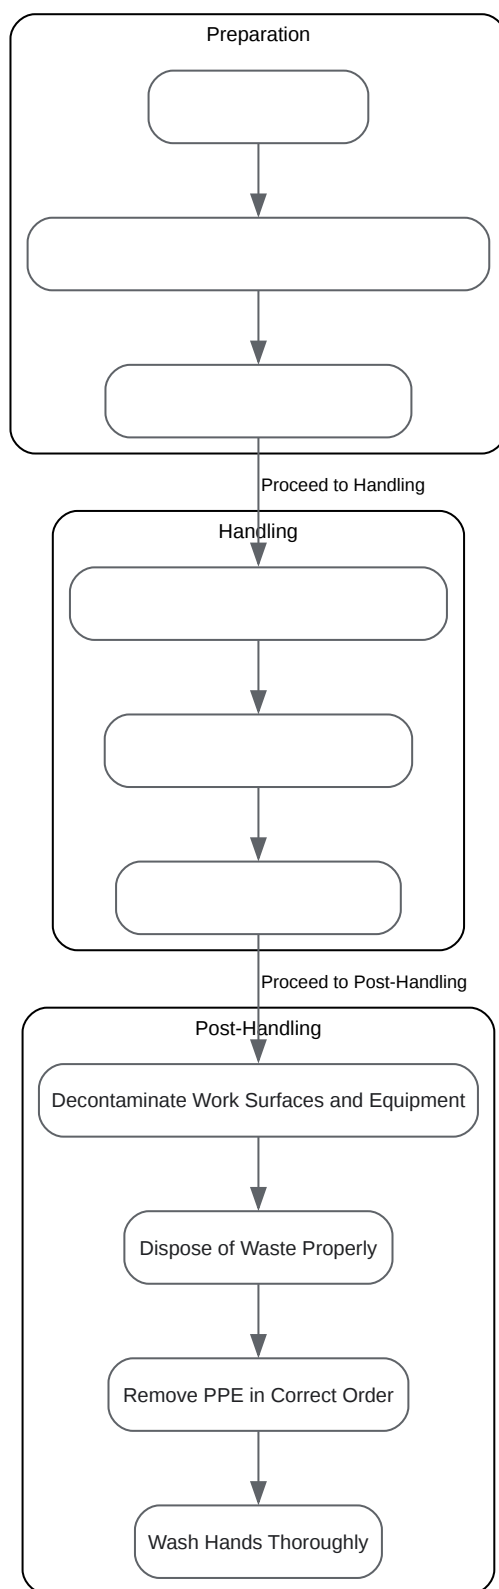 Preparation
Proceed to Handling
Handling
Proceed to Post-Handling
Post-Handling
Decontaminate Work Surfaces and Equipment
Dispose of Waste Properly
Remove PPE in Correct Order
Wash Hands Thoroughly